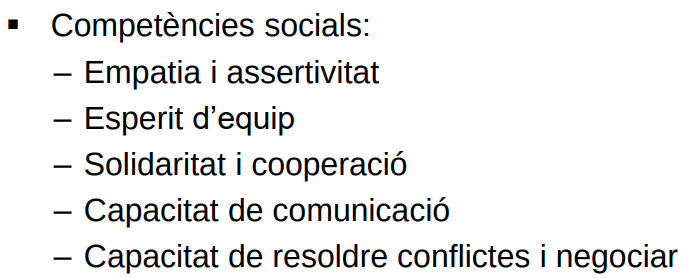 ▪ Competències socials:
– Empatia i assertivitat
– Esperit d’equip
– Solidaritat i cooperació
– Capacitat de comunicació
– Capacitat de resoldre conflictes i negociar